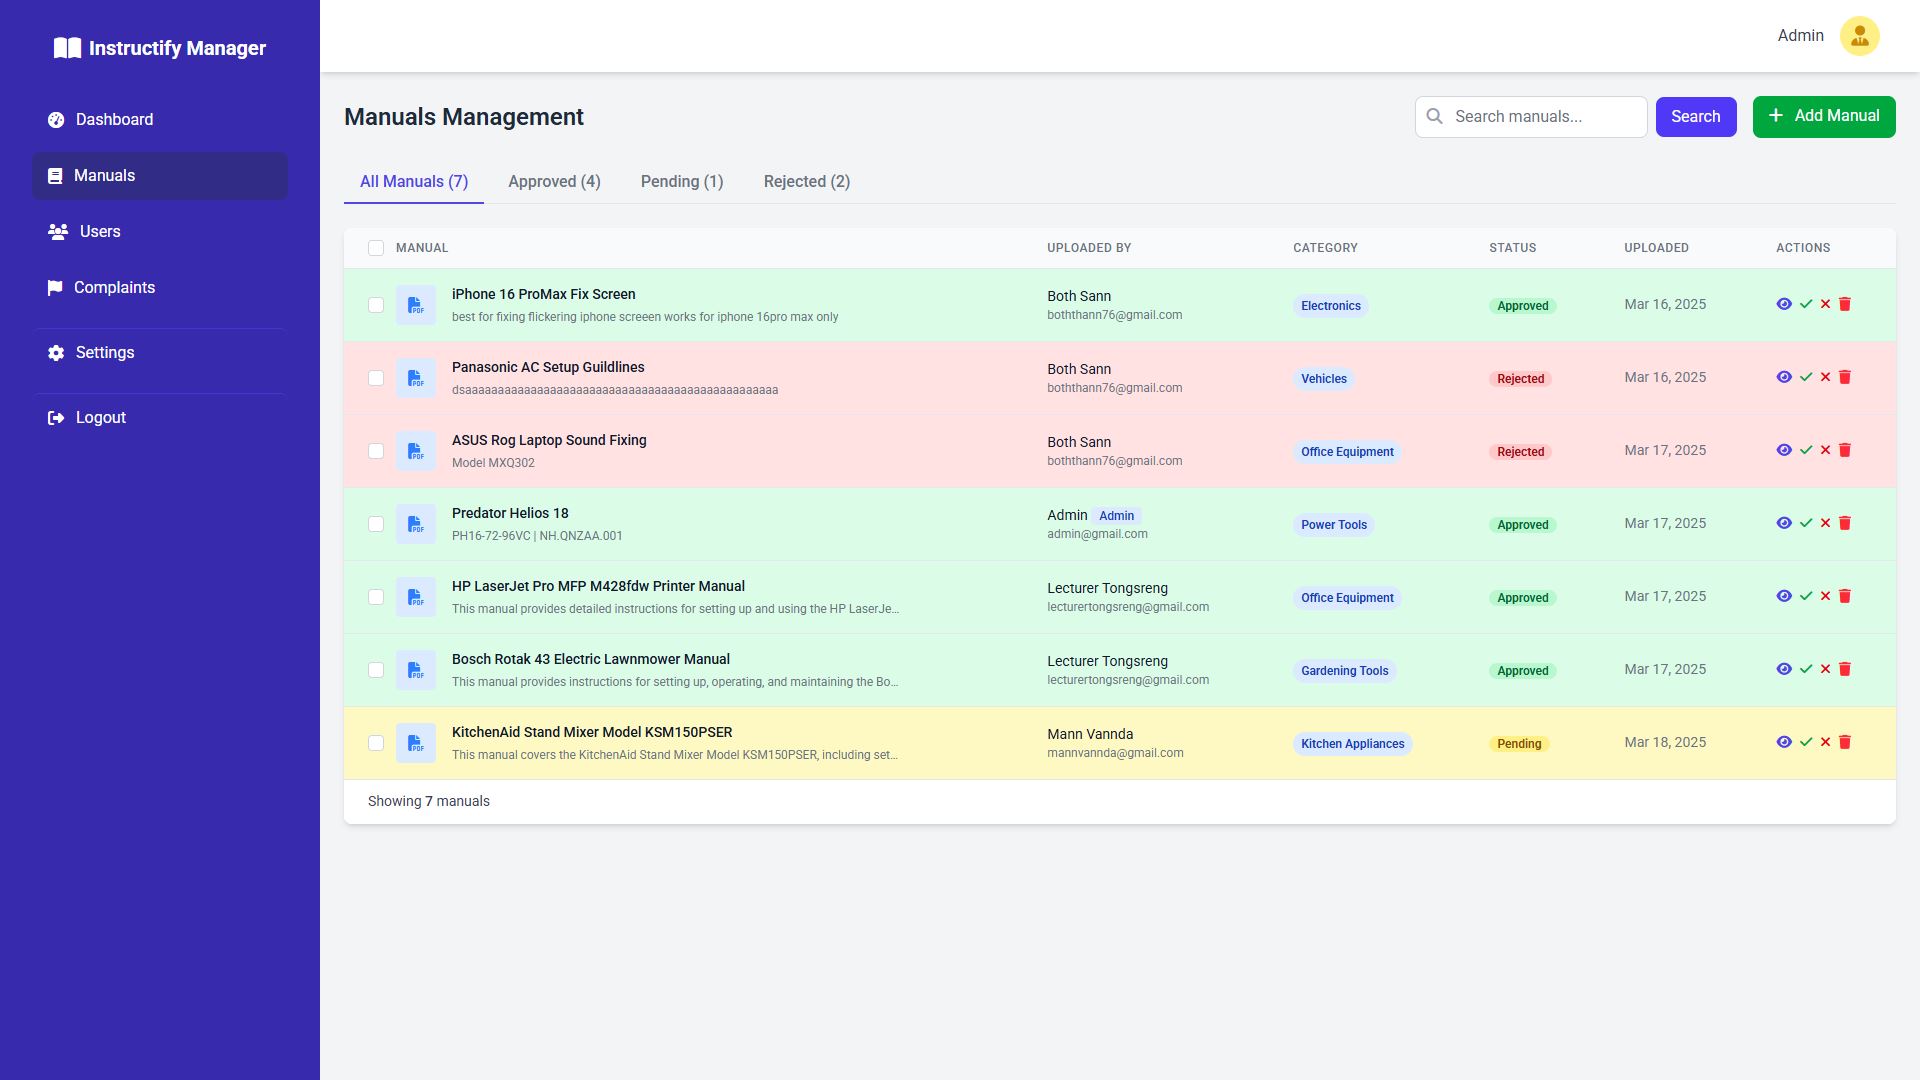 Instructify Manager
Admin
Dashboard
Manuals
Users
Complaints
Settings
Logout
Manuals Management
Search manuals...
Search
Add Manual
All Manuals (7)
Approved (4)
Pending (1)
Rejected (2)
MANUAL UPLOADED BY CATEGORY STATUS UPLOADED ACTIONS
iPhone 16 ProMax Fix Screen
best for fixing flickering iphone screeen works for iphone 16pro max only
Both Sann
boththann76@gmail.com
Electronics
Approved
Mar 16, 2025
PDF
Panasonic AC Setup Guildlines
dsaaaaaaaaaaaaaaaaaaaaaaaaaaaaaaaaaaaaaaaaaaaaaaaa
Both Sann
boththann76@gmail.com
Vehicles
Rejected
Mar 16, 2025
PDF
ASUS Rog Laptop Sound Fixing
Model MXQ302
Both Sann
boththann76@gmail.com
Office Equipment
Rejected
Mar 17, 2025
PDF
Predator Helios 18
PH16-72-96VC | NH.QNZAA.001
Admin Admin
admin@gmail.com
Power Tools
Approved
Mar 17, 2025
PDF
HP LaserJet Pro MFP M428fdw Printer Manual
This manual provides detailed instructions for setting up and using the HP LaserJe...
Lecturer Tongsreng
lecturertongsreng@gmail.com
Office Equipment
Approved
Mar 17, 2025
PDF
Bosch Rotak 43 Electric Lawnmower Manual
This manual provides instructions for setting up, operating, and maintaining the Bo...
Lecturer Tongsreng
lecturertongsreng@gmail.com
Gardening Tools
Approved
Mar 17, 2025
PDF
KitchenAid Stand Mixer Model KSM150PSER
This manual covers the KitchenAid Stand Mixer Model KSM150PSER, including set...
Mann Vannda
mannvannda@gmail.com
Kitchen Appliances
Pending
Mar 18, 2025
PDF
Showing 7 manuals